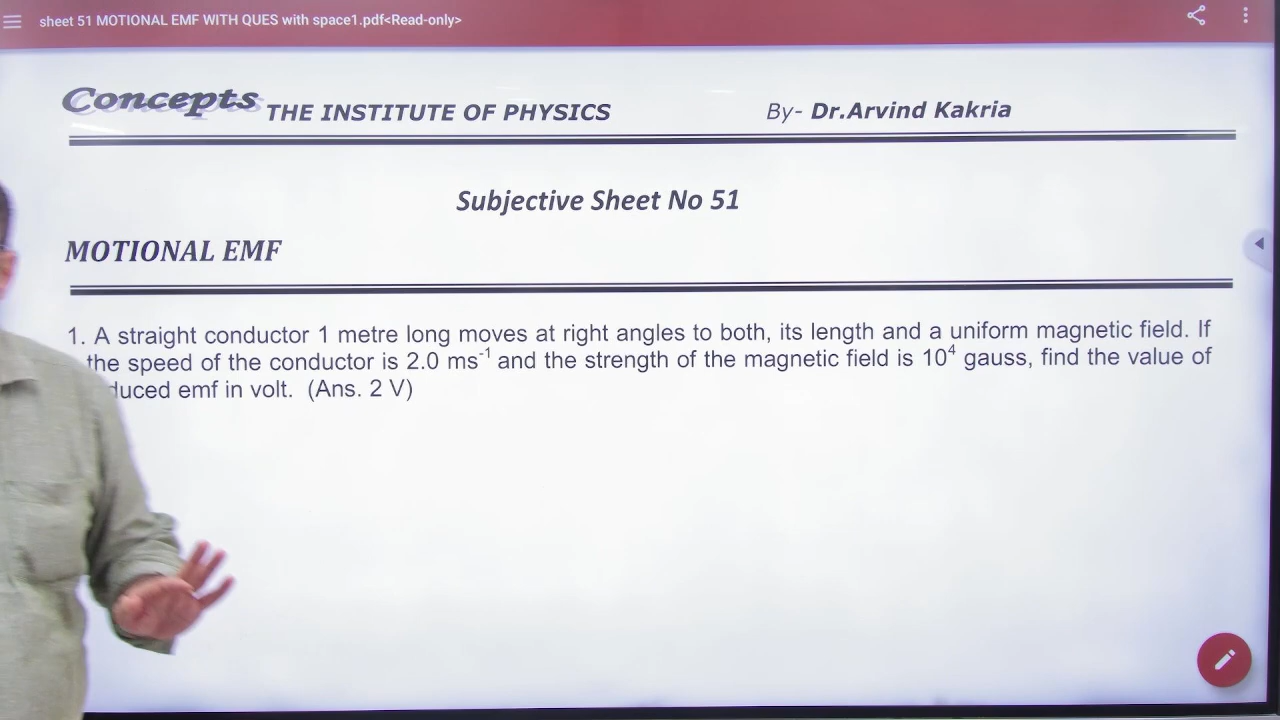 sheet 51 MOTIONAL EMF WITH QUES with space1.pdf<Read-only>
Concepts THE INSTITUTE OF PHYSICS By- Dr.Arvind Kakria
Subjective Sheet No 51
MOTIONAL EMF
1. A straight conductor 1 metre long moves at right angles to both, its length and a uniform magnetic field. If
the speed of the conductor is 2.0 ms⁻¹ and the strength of the magnetic field is 10⁴ gauss, find the value of
emf in volt. (Ans. 2 V)